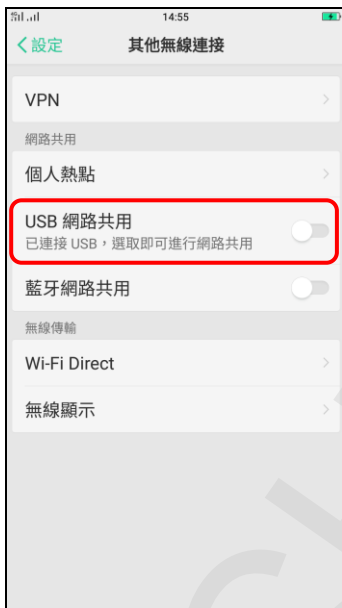 14:55
設定
其他無線連接
VPN
網路共用
個人熱點
USB 網路共用
已連接 USB，選取即可進行網路共用
藍牙網路共用
無線傳輸
Wi-Fi Direct
無線顯示